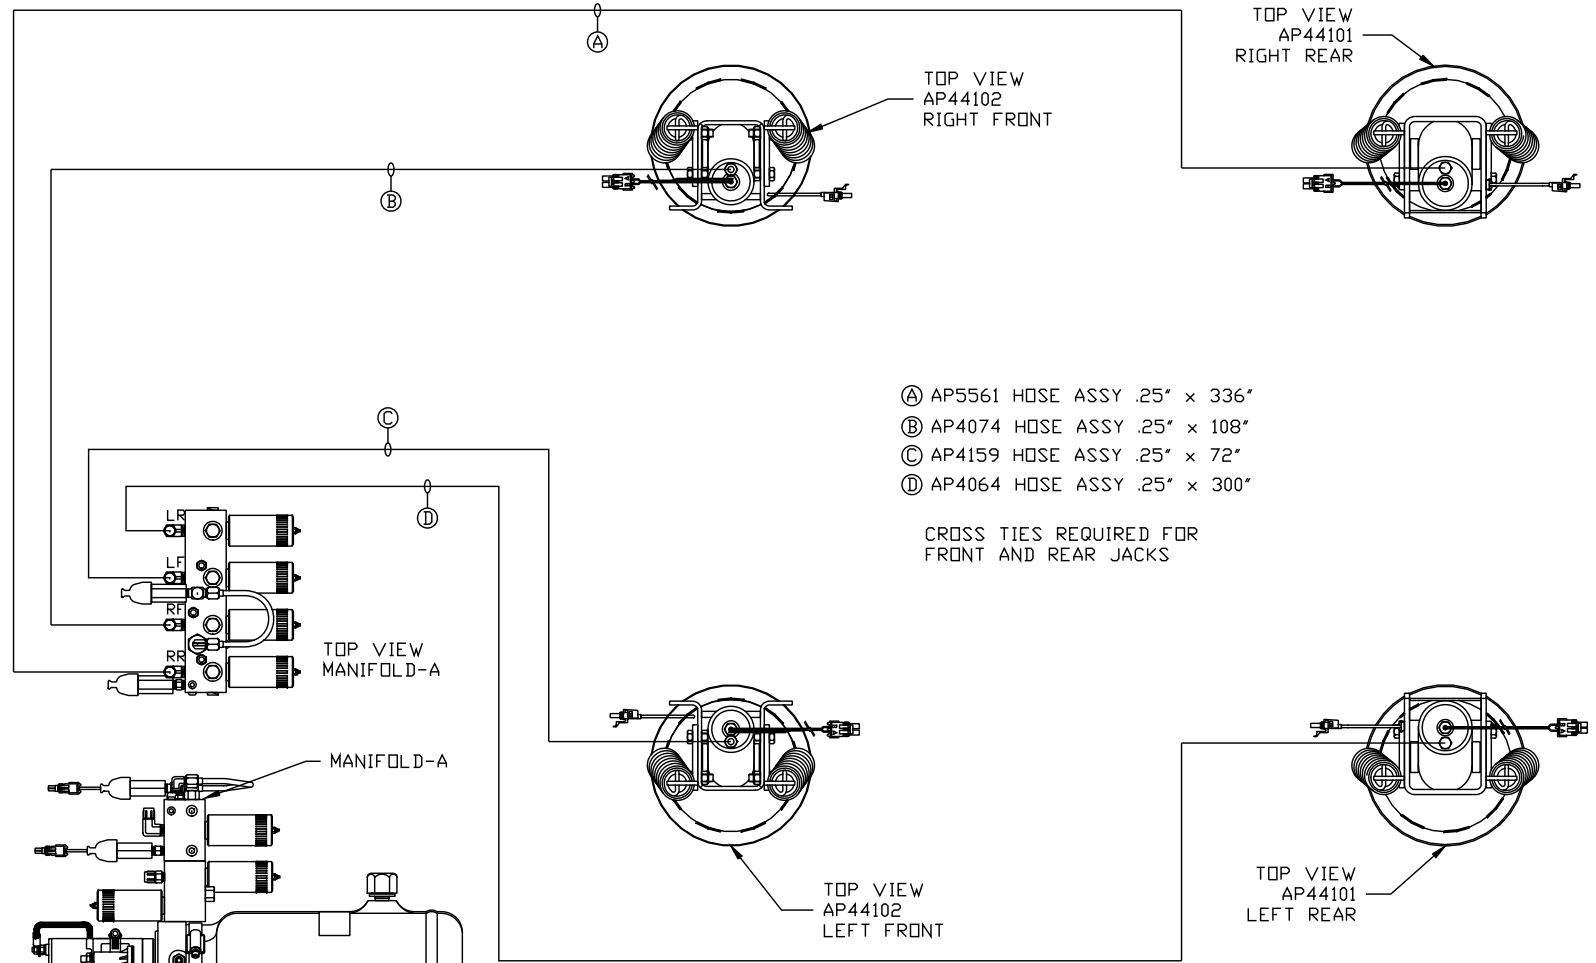 A
TOP VIEW
AP44101
RIGHT REAR
TOP VIEW
AP44102
RIGHT FRONT
B
A AP5561 HOSE ASSY .25" x 336"
B AP4074 HOSE ASSY .25" x 108"
C AP4159 HOSE ASSY .25" x 72"
D AP4064 HOSE ASSY .25" x 300"
CROSS TIES REQUIRED FOR
FRONT AND REAR JACKS
C
D
LR
LF
RF
RR
TOP VIEW
MANIFOLD-A
MANIFOLD-A
TOP VIEW
AP44102
LEFT FRONT
TOP VIEW
AP44101
LEFT REAR